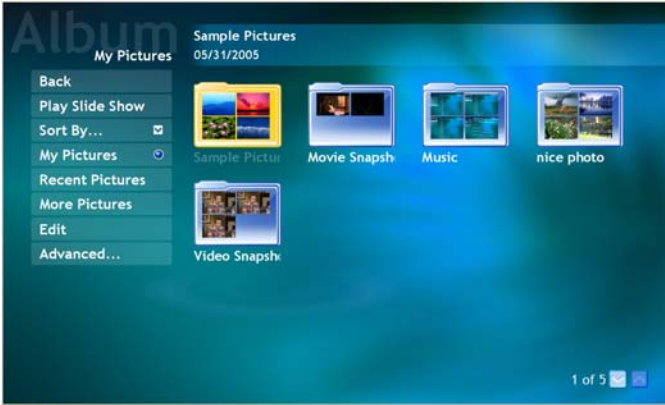 Album
My Pictures
Sample Pictures
05/31/2005
Back
Play Slide Show
Sort By...
My Pictures
Recent Pictures
More Pictures
Edit
Advanced...
Sample Pictu
Movie Snapsh
Music
nice photo
Video Snapsh
1 of 5